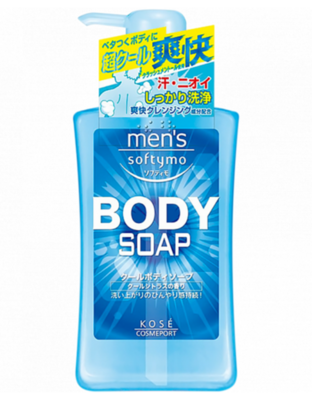 ベタつくボディに
超クール爽快
汗・ニオイ
しっかり洗浄
爽快クレンジング成分配合
men's
softymo
ソフティモ
BODY
SOAP
クールボディソープ
クールシトラスの香り
洗い上がりのひんやり感持続!
KOSÉ
COSMEPORT